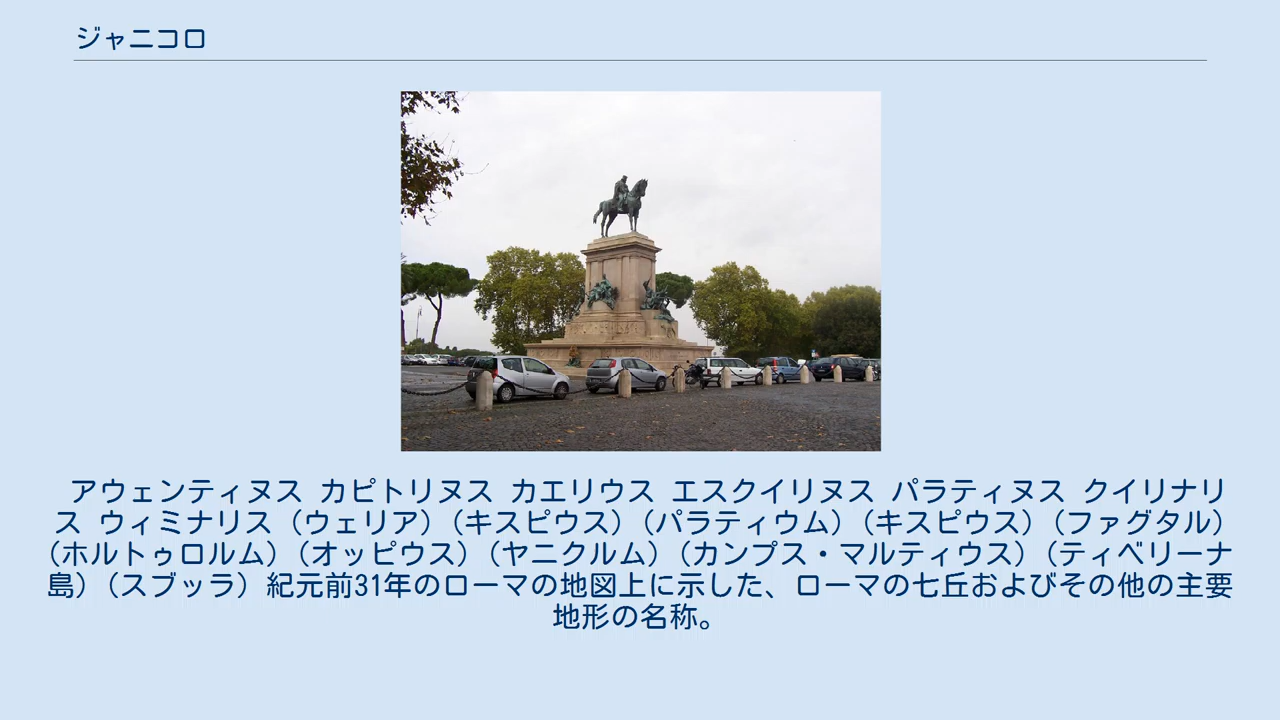 ジャニコロ
アウェンティヌス カピトリヌス カエリウス エスクイリヌス パラティヌス クイリナリ
ス ウィミナリス（ウェリア）（キスピウス）（パラティウム）（キスピウス）（ファグタル）
（ホルトゥロルム）（オッピウス）（ヤニクルム）（カンプス・マルティウス）（ティベリーナ
島）（スブッラ）紀元前31年のローマの地図上に示した、ローマの七丘およびその他の主要
地形の名称。